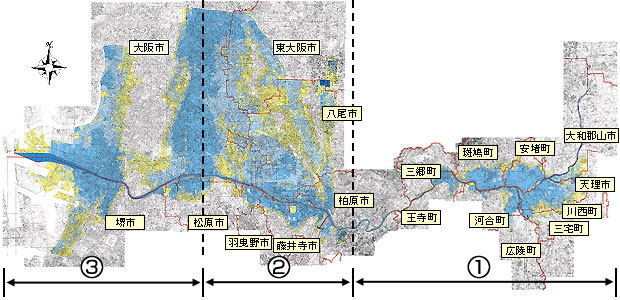 大阪市
東大阪市
八尾市
大和郡山市
斑鳩町
安堵町
三郷町
天理市
柏原市
川西町
堺市
松原市
王寺町
河合町
三宅町
羽曳野市
藤井寺市
広陵町
③
②
①